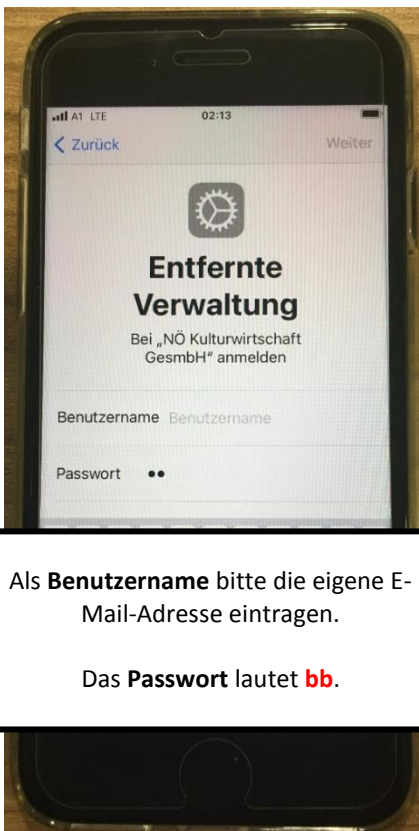 A1 LTE 02:13
Zurück Weiter
Entfernte
Verwaltung
Bei „NÖ Kulturwirtschaft
GesmbH" anmelden
Benutzername Benutzername
Passwort ••
Als Benutzername bitte die eigene E-
Mail-Adresse eintragen.
Das Passwort lautet bb.